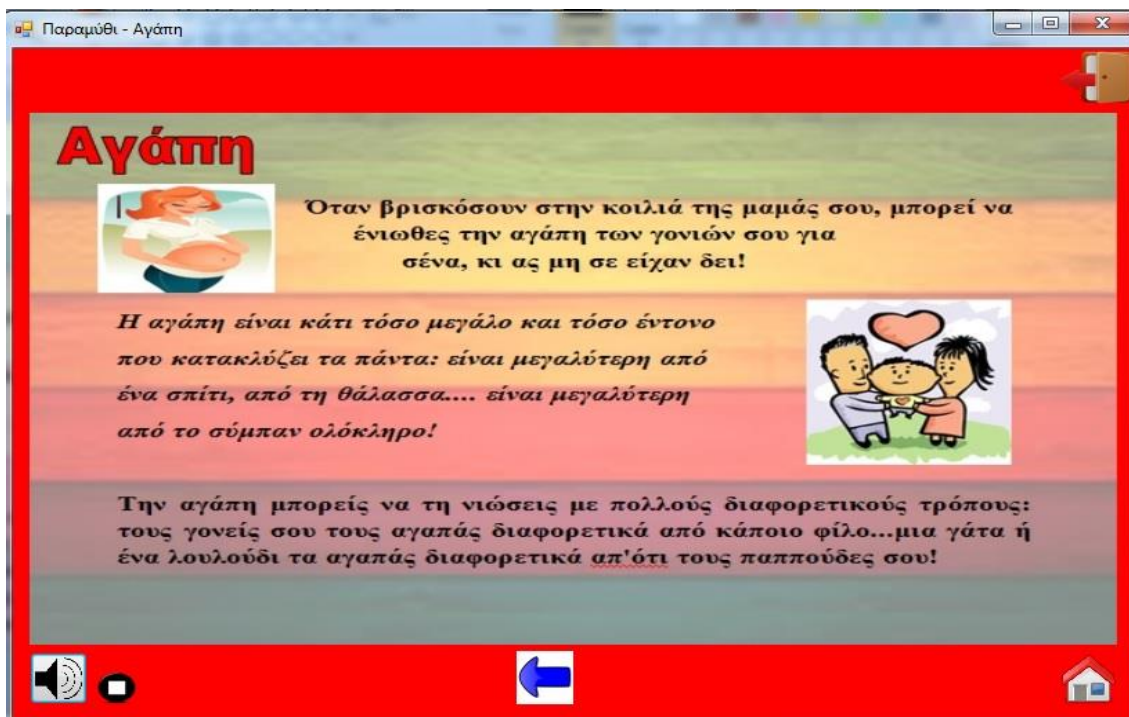 Παραμύθι - Αγάπη
Αγάπη
Όταν βρισκόσουν στην κοιλιά της μαμάς σου, μπορεί να
ένιωθες την αγάπη των γονιών σου για
σένα, κι ας μη σε είχαν δει!
Η αγάπη είναι κάτι τόσο μεγάλο και τόσο έντονο
που κατακλύζει τα πάντα: είναι μεγαλύτερη από
ένα σπίτι, από τη θάλασσα.... είναι μεγαλύτερη
από το σύμπαν ολόκληρο!
Την αγάπη μπορείς να τη νιώσεις με πολλούς διαφορετικούς τρόπους:
τους γονείς σου τους αγαπάς διαφορετικά από κάποιο φίλο...μια γάτα ή
ένα λουλούδι τα αγαπάς διαφορετικά απ'ότι τους παππούδες σου!